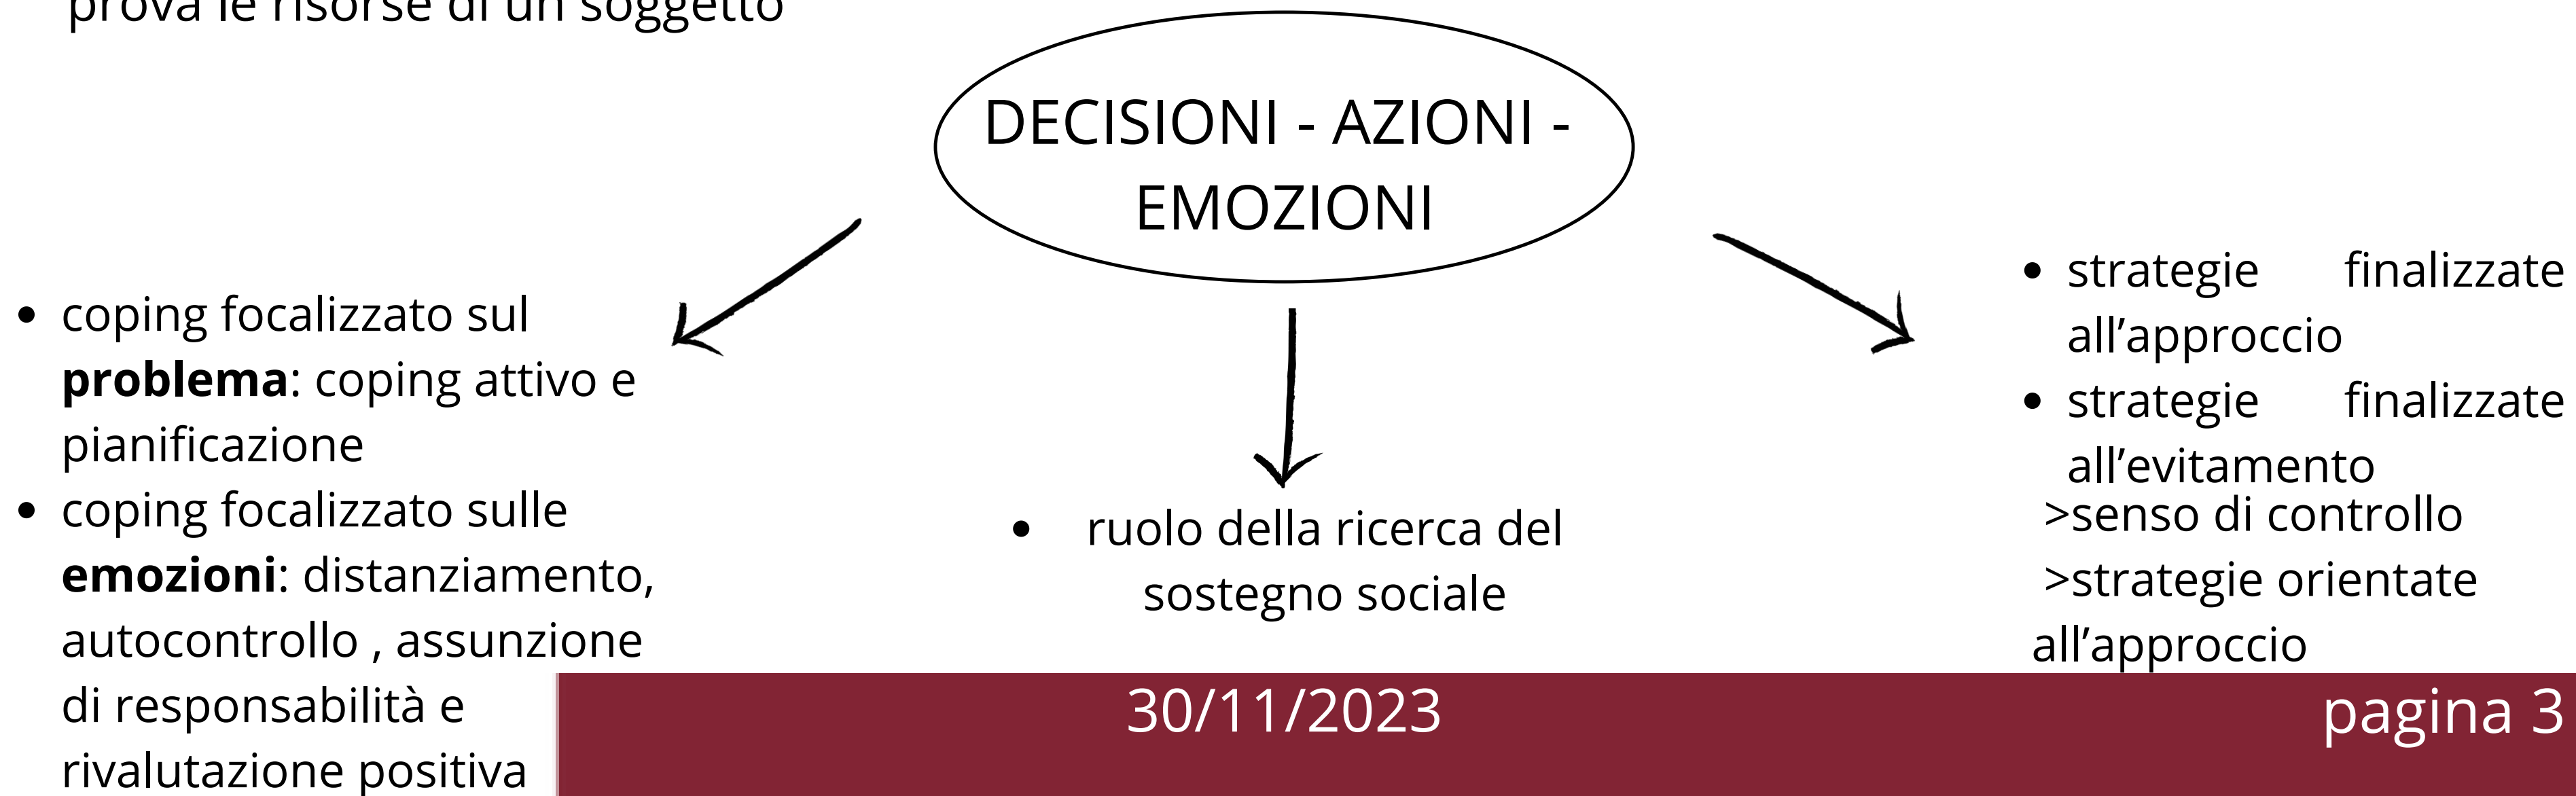 prova le risorse di un soggetto
DECISIONI - AZIONI -
EMOZIONI
• coping focalizzato sul
problema: coping attivo e
pianificazione
• coping focalizzato sulle
emozioni: distanziamento,
autocontrollo , assunzione
di responsabilità e
rivalutazione positiva
• ruolo della ricerca del
sostegno sociale
• strategie finalizzate
all’approccio
• strategie finalizzate
all’evitamento
>senso di controllo
>strategie orientate
all’approccio
30/11/2023
pagina 3